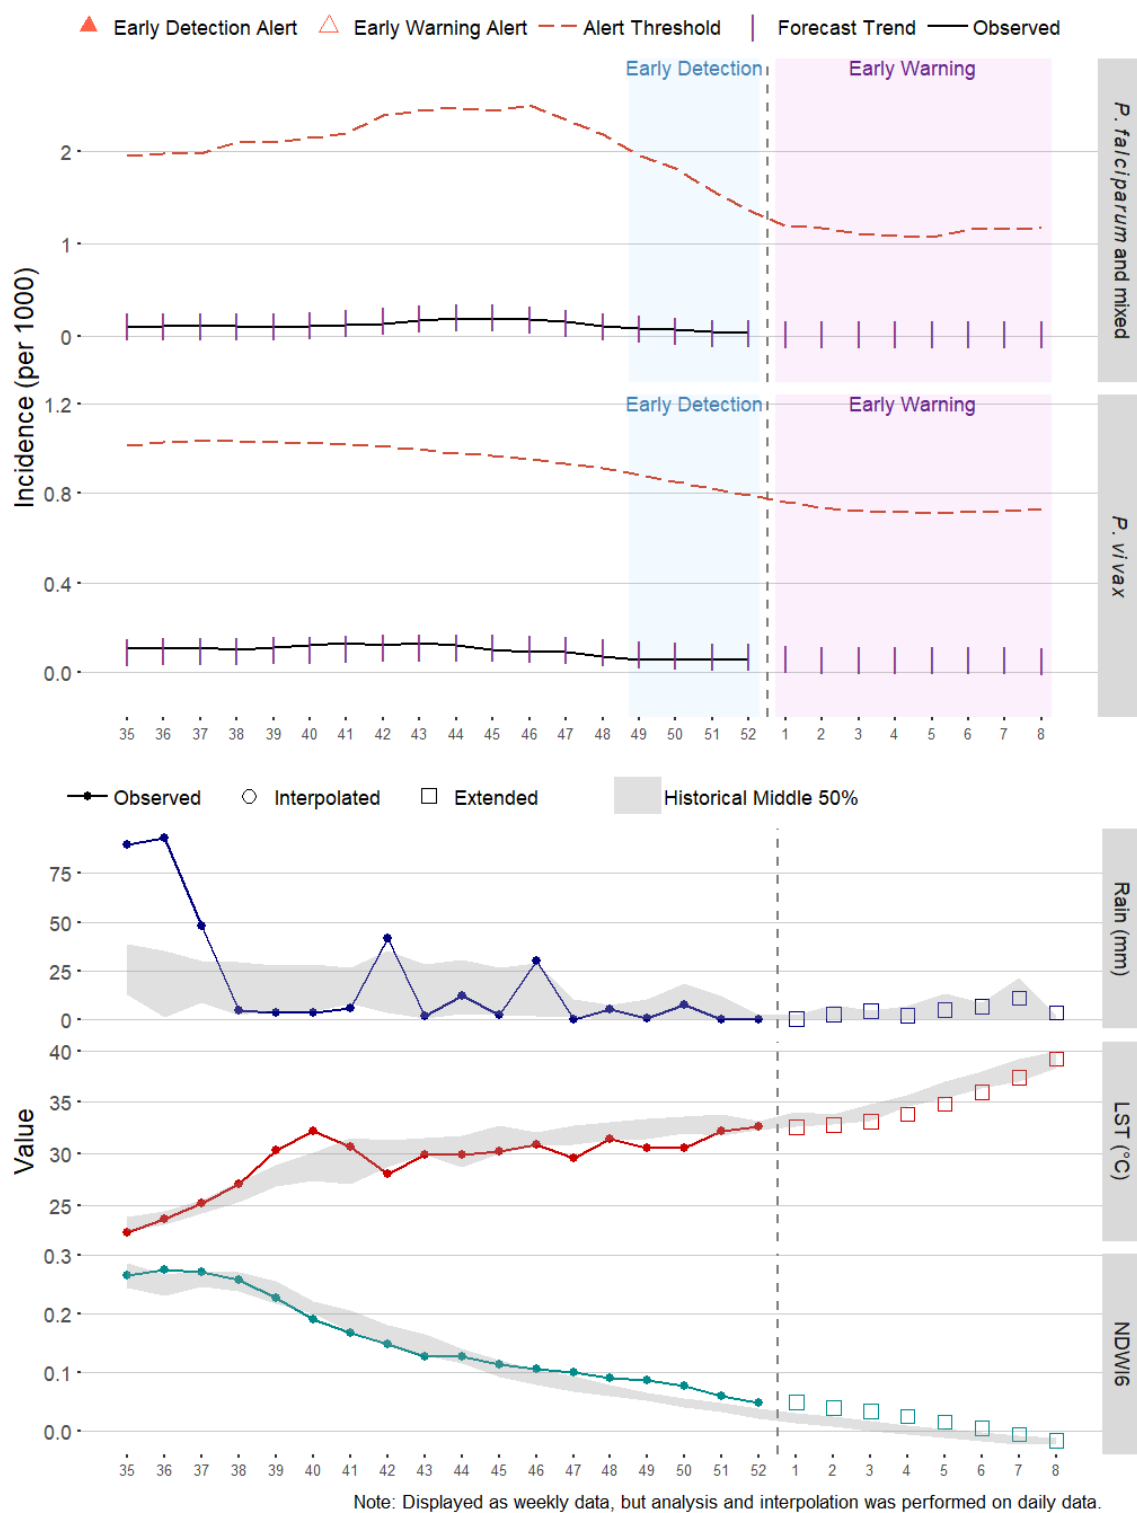 Early Detection Alert Early Warning Alert Alert Threshold Forecast Trend Observed
Early Detection Early Warning
2
1
0
P. falciparum and mixed
Incidence (per 1000)
Early Detection Early Warning
1.2
0.8
0.4
0.0
P. vivax
35 36 37 38 39 40 41 42 43 44 45 46 47 48 49 50 51 52 1 2 3 4 5 6 7 8
Observed Interpolated Extended Historical Middle 50%
75
50
25
0
Rain (mm)
Value
40
35
30
25
LST (°C)
0.3
0.2
0.1
0.0
NDWI6
35 36 37 38 39 40 41 42 43 44 45 46 47 48 49 50 51 52 1 2 3 4 5 6 7 8
Note: Displayed as weekly data, but analysis and interpolation was performed on daily data.